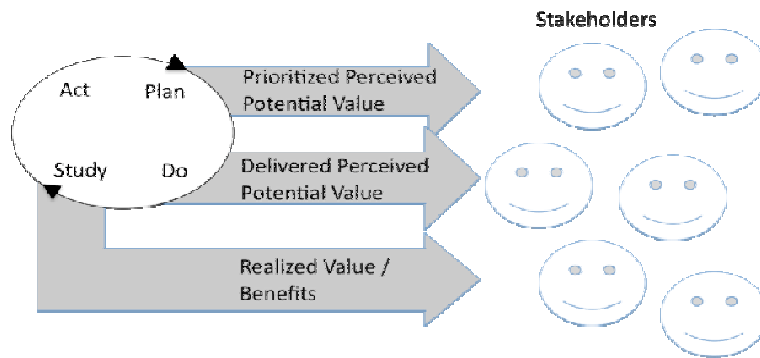 Stakeholders
Act
Plan
Study
Do
Prioritized Perceived
Potential Value
Delivered Perceived
Potential Value
Realized Value /
Benefits